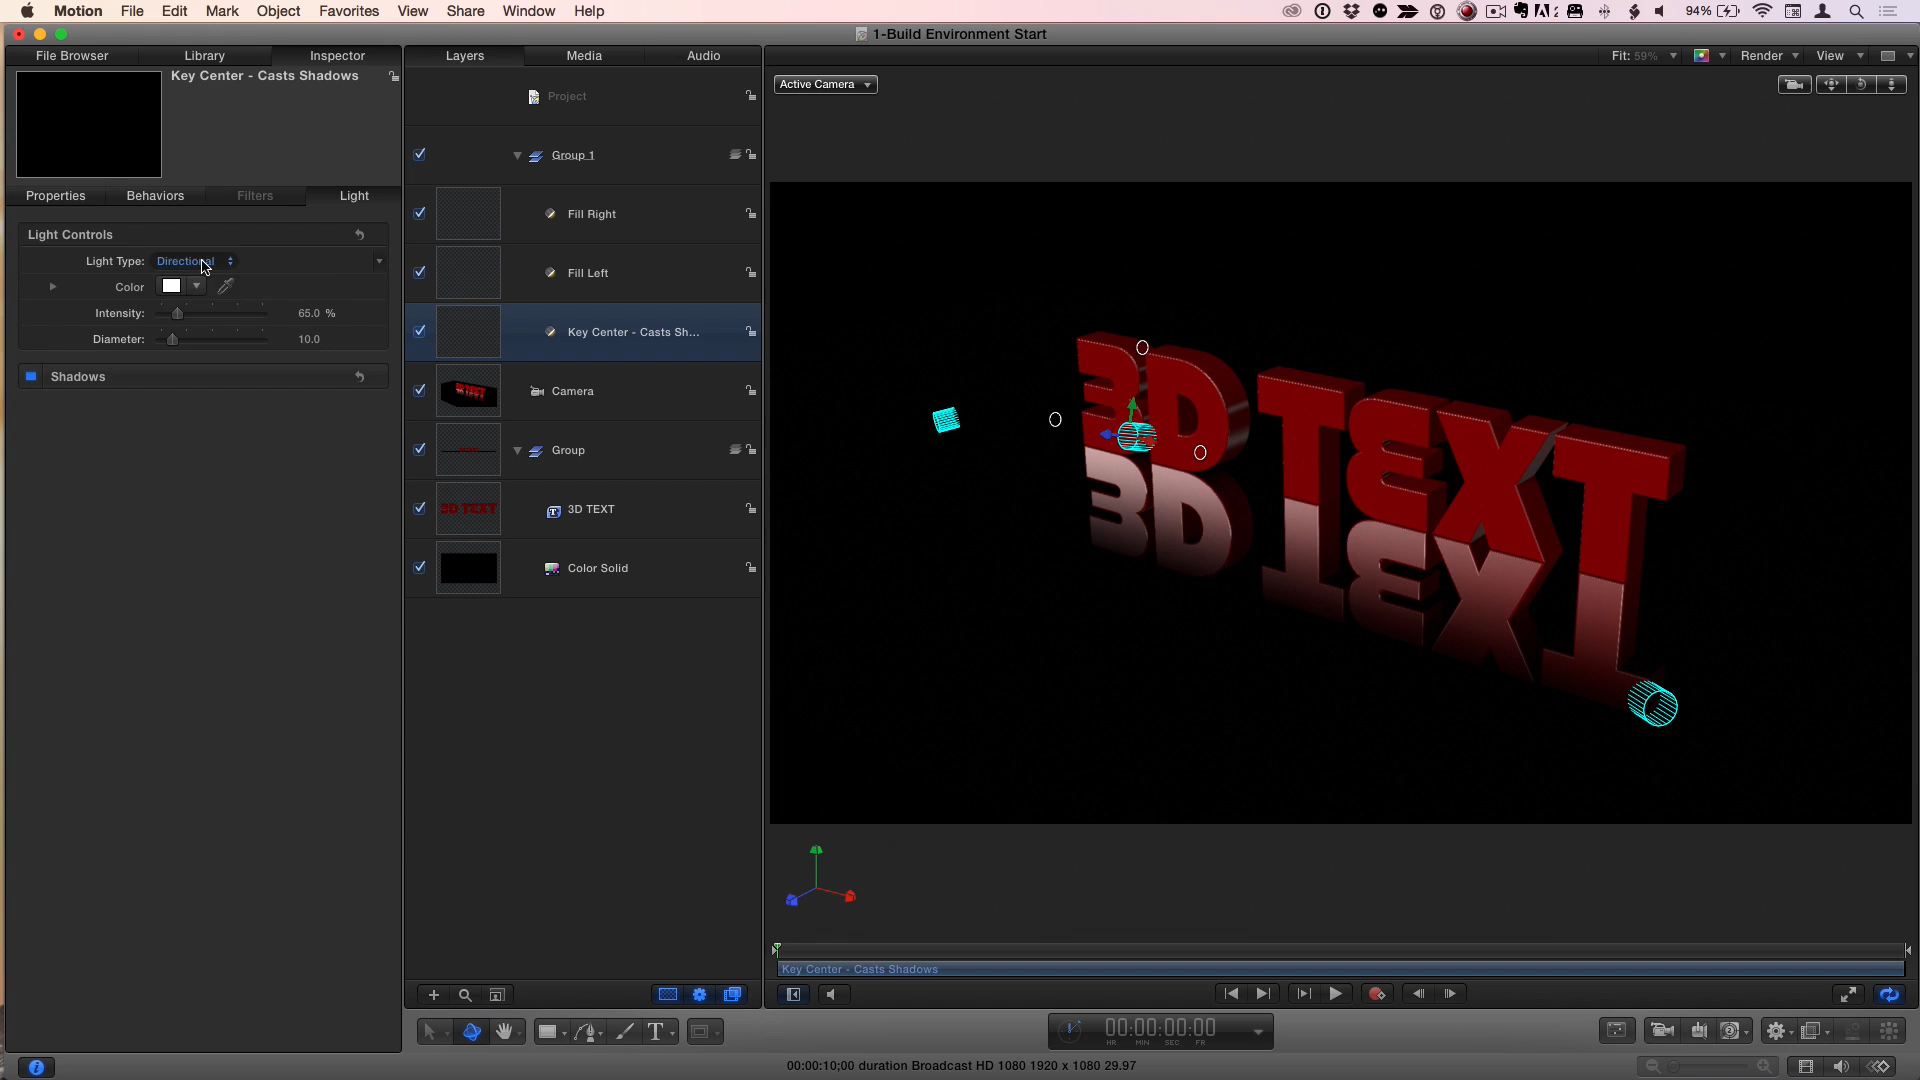 Motion File Edit Mark Object Favorites View Share Window Help
94%
1-Build Environment Start
File Browser Library Inspector
Layers Media Audio
Fit: 59% Render View
Key Center - Casts Shadows
Active Camera
Project
Group 1
Properties Behaviors Filters Light
Fill Right
Light Controls
Light Type: Directional
Fill Left
Color
Intensity: 65.0 %
Key Center - Casts Sh...
Diameter: 10.0
Shadows
Camera
Group
3D TEXT
Color Solid
3D TEXT
Key Center - Casts Shadows
00:00:00:00
HR MIN SEC FR
00:00:10;00 duration Broadcast HD 1080 1920 x 1080 29.97